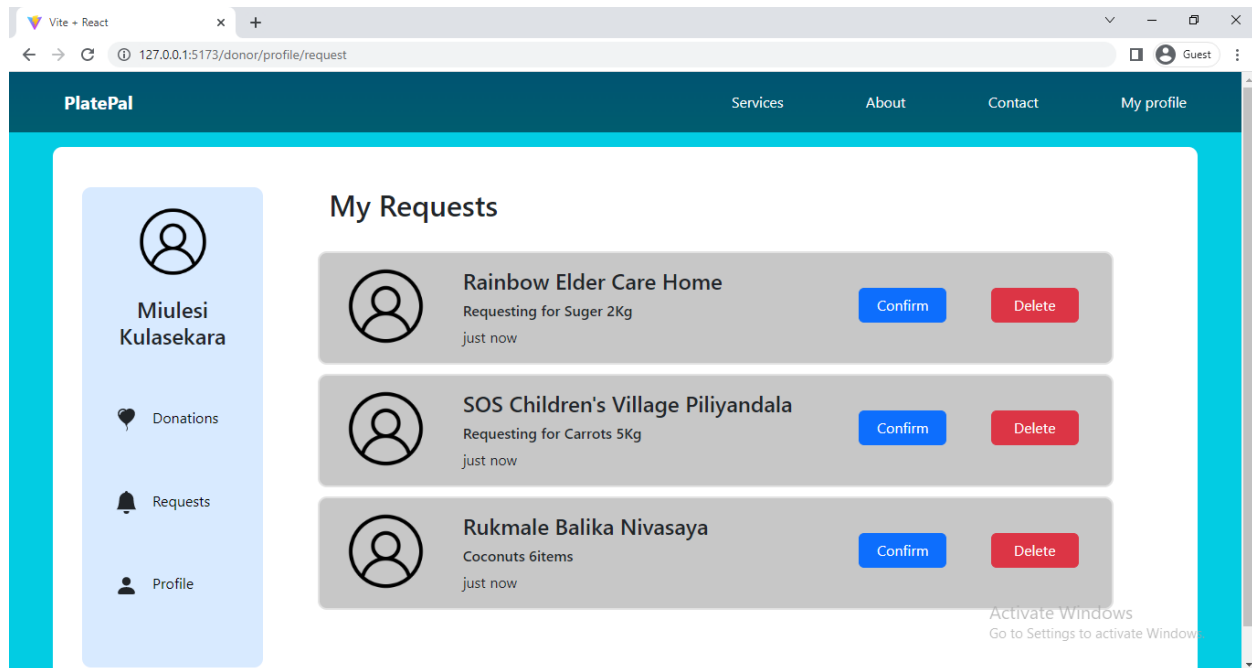 Vite + React
127.0.0.1:5173/donor/profile/request
Guest
PlatePal
Services
About
Contact
My profile
Miulesi
Kulasekara
Donations
Requests
Profile
My Requests
Rainbow Elder Care Home
Requesting for Suger 2Kg
just now
Confirm
Delete
SOS Children's Village Piliyandala
Requesting for Carrots 5Kg
just now
Confirm
Delete
Rukmale Balika Nivasaya
Coconuts 6items
just now
Confirm
Delete
Activate Windows
Go to Settings to activate Window